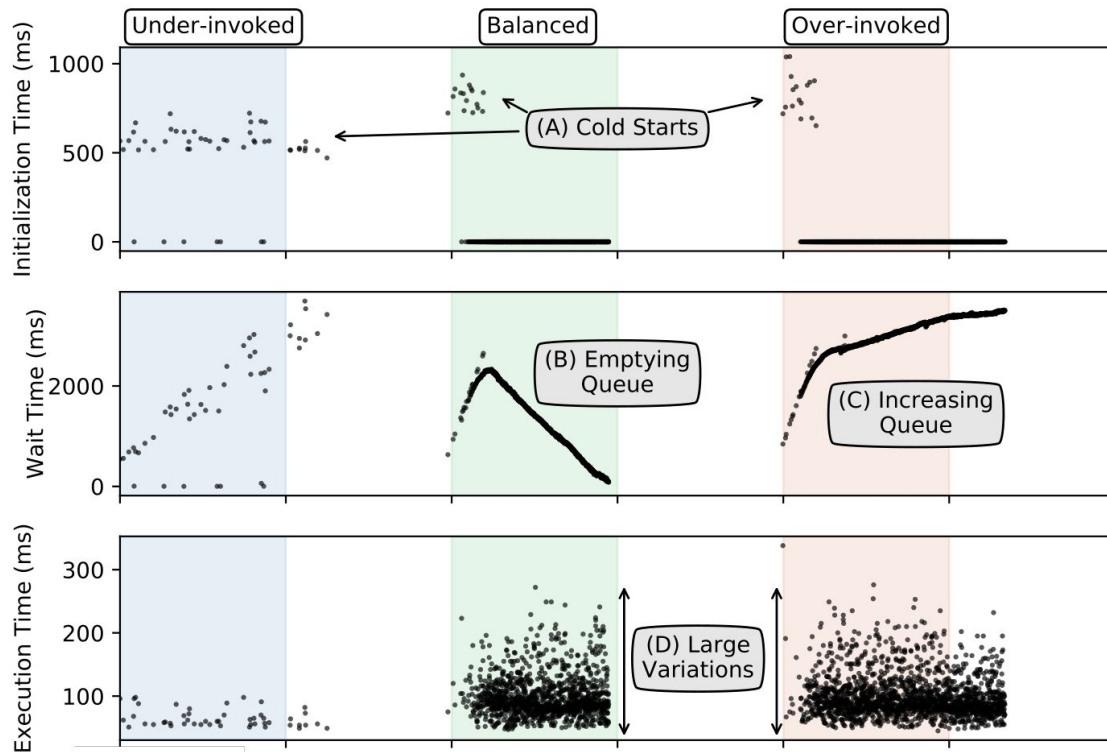 Under-invoked
Balanced
Over-invoked
Initialization Time (ms)
1000
500
0
(A) Cold Starts
Wait Time (ms)
2000
0
(B) Emptying
Queue
(C) Increasing
Queue
Execution Time (ms)
300
200
100
(D) Large
Variations